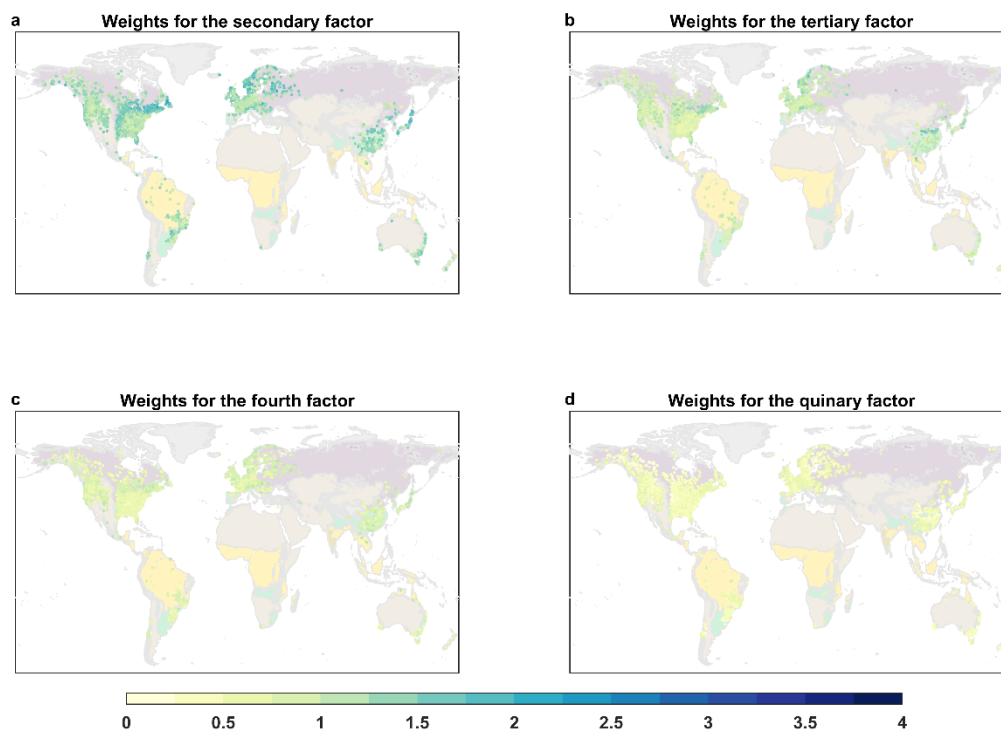 a Weights for the secondary factor
b Weights for the tertiary factor
c Weights for the fourth factor
d Weights for the quinary factor
0 0.5 1 1.5 2 2.5 3 3.5 4